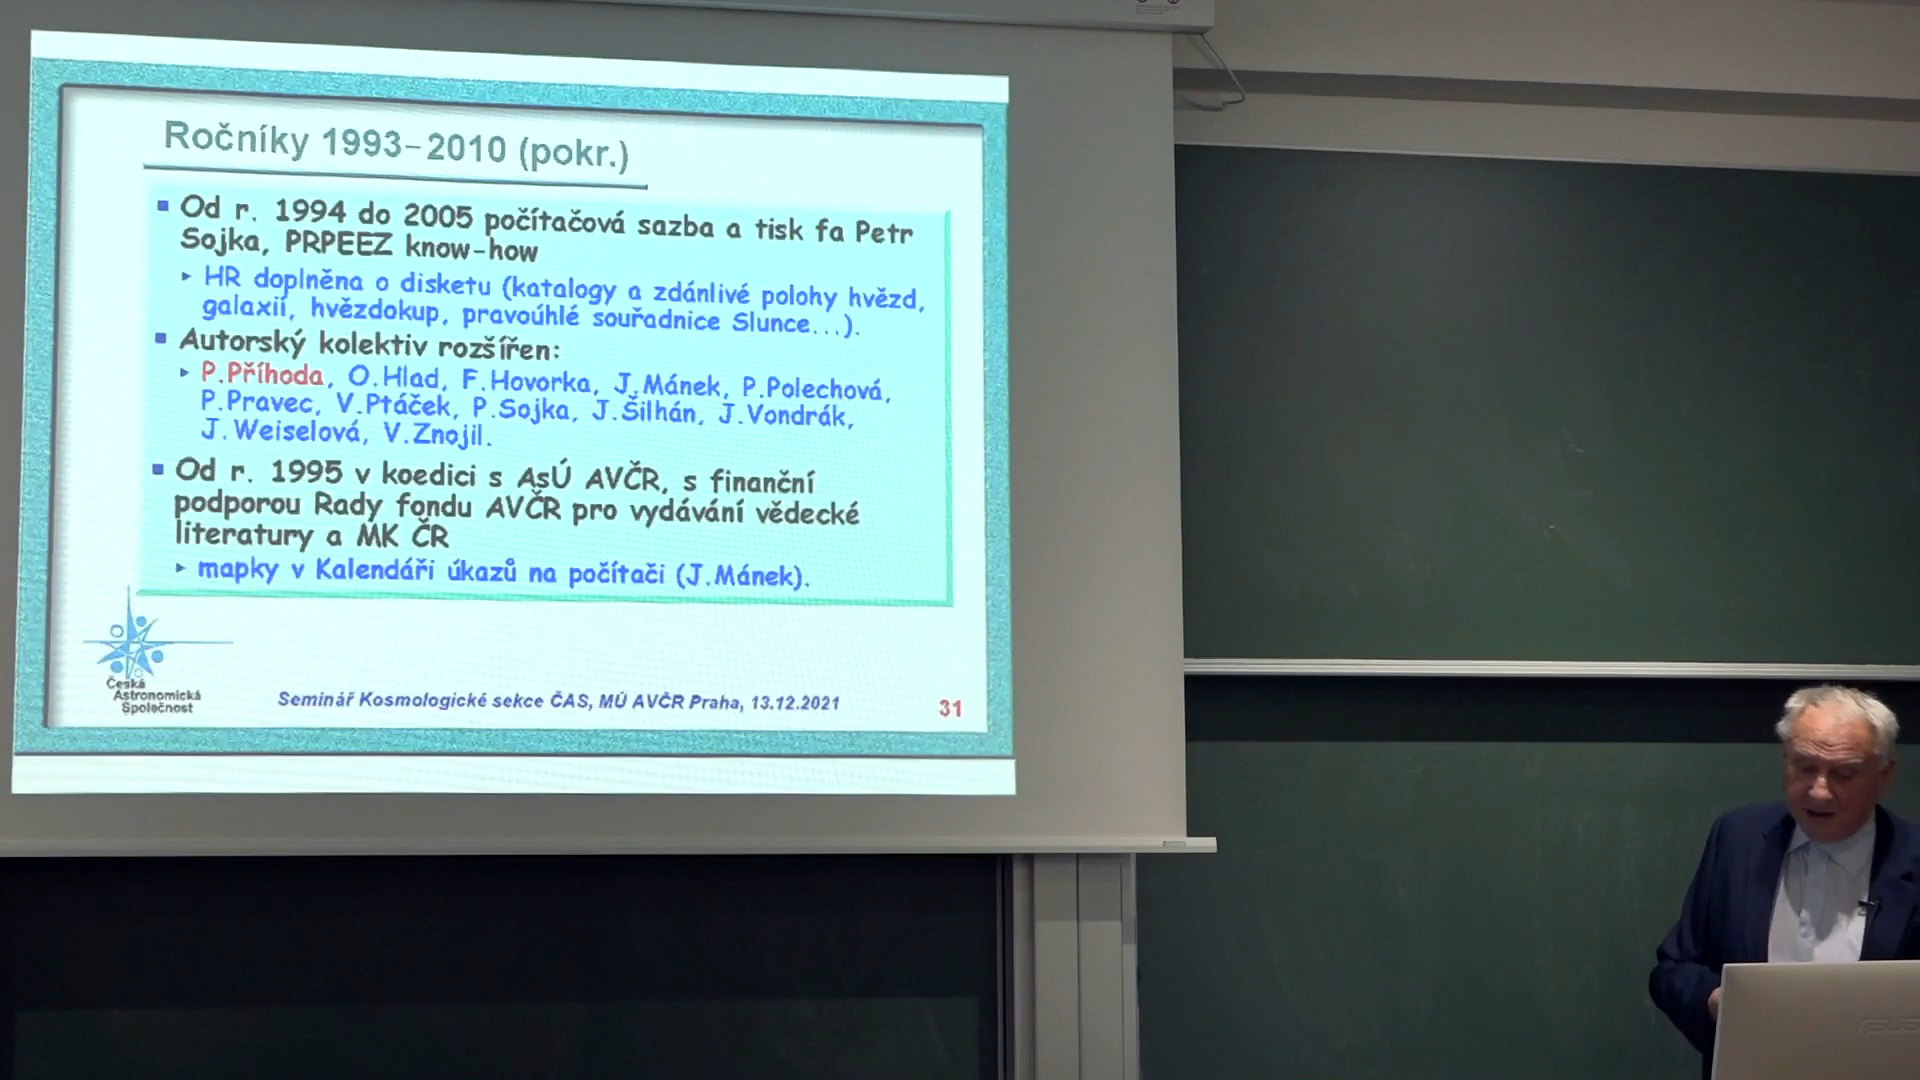 Ročníky 1993–2010 (pokr.)
Od r. 1994 do 2005 počítačová sazba a tisk fa Petr
Sojka, PRPEEZ know-how
HR doplněna o disketu (katalogy a zdánlivé polohy hvězd,
galaxií, hvězdokup, pravoúhlé souřadnice Slunce...).
Autorský kolektiv rozšířen:
P.Příhoda, O.Hlad, F.Hovorka, J.Mánek, P.Polechová,
P.Pravec, V.Ptáček, P.Sojka, J.Šilhán, J.Vondrák,
J.Weiselová, V.Znojil.
Od r. 1995 v koedici s AsÚ AVČR, s finanční
podporou Rady fondu AVČR pro vydávání vědecké
literatury a MK ČR
mapky v Kalendáři úkazů na počítači (J.Mánek).
Česká
Astronomická
Společnost
Seminář Kosmologické sekce ČAS, MÚ AVČR Praha, 13.12.2021
31
ASUS